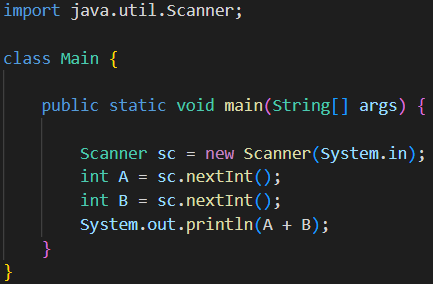 import java.util.Scanner;
class Main {
public static void main(String[] args) {
Scanner sc = new Scanner(System.in);
int A = sc.nextInt();
int B = sc.nextInt();
System.out.println(A + B);
}
}